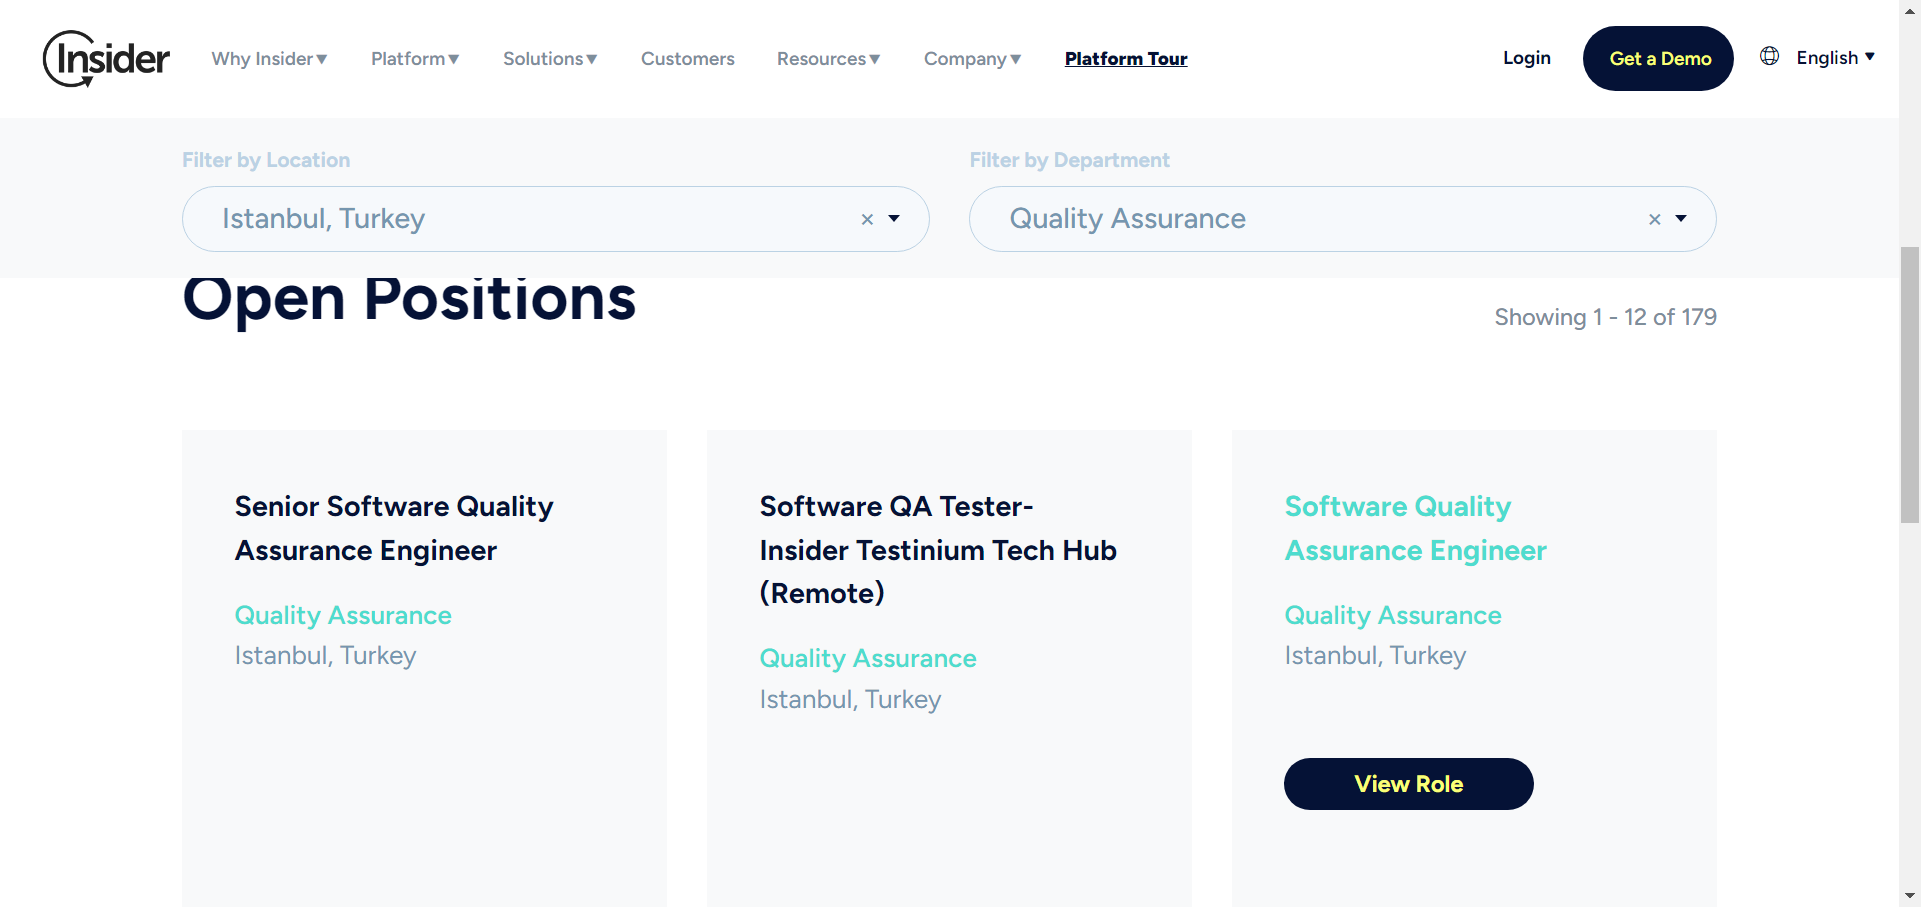 Insider
Why Insider▼ Platform▼ Solutions▼ Customers Resources▼ Company▼ Platform Tour Login Get a Demo English ▼
Filter by Location
Istanbul, Turkey ×
Filter by Department
Quality Assurance ×
Open Positions
Showing 1 - 12 of 179
Senior Software Quality
Assurance Engineer
Quality Assurance
Istanbul, Turkey
Software QA Tester-
Insider Testinium Tech Hub
(Remote)
Quality Assurance
Istanbul, Turkey
Software Quality
Assurance Engineer
Quality Assurance
Istanbul, Turkey
View Role